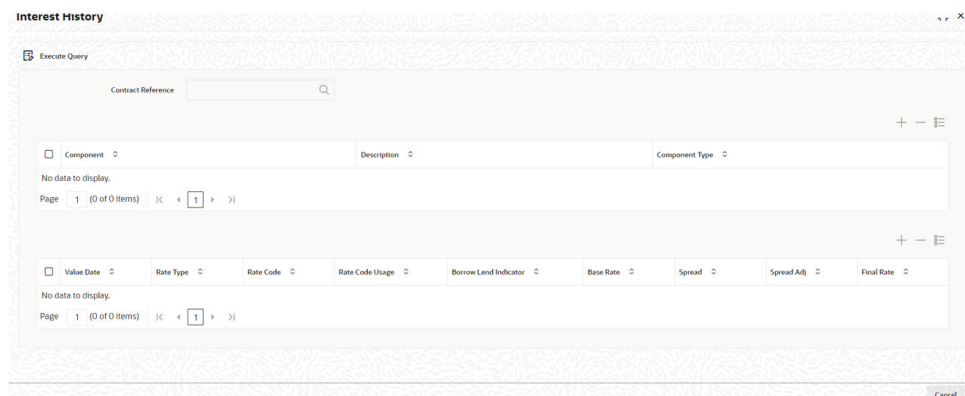 Interest History
Execute Query
Contract Reference
Component Description Component Type
No data to display.
Page 1 (0 of 0 items) 1
Value Date Rate Type Rate Code Rate Code Usage Borrow Lend Indicator Base Rate Spread Spread Adj Final Rate
No data to display.
Page 1 (0 of 0 items) 1
Cancel